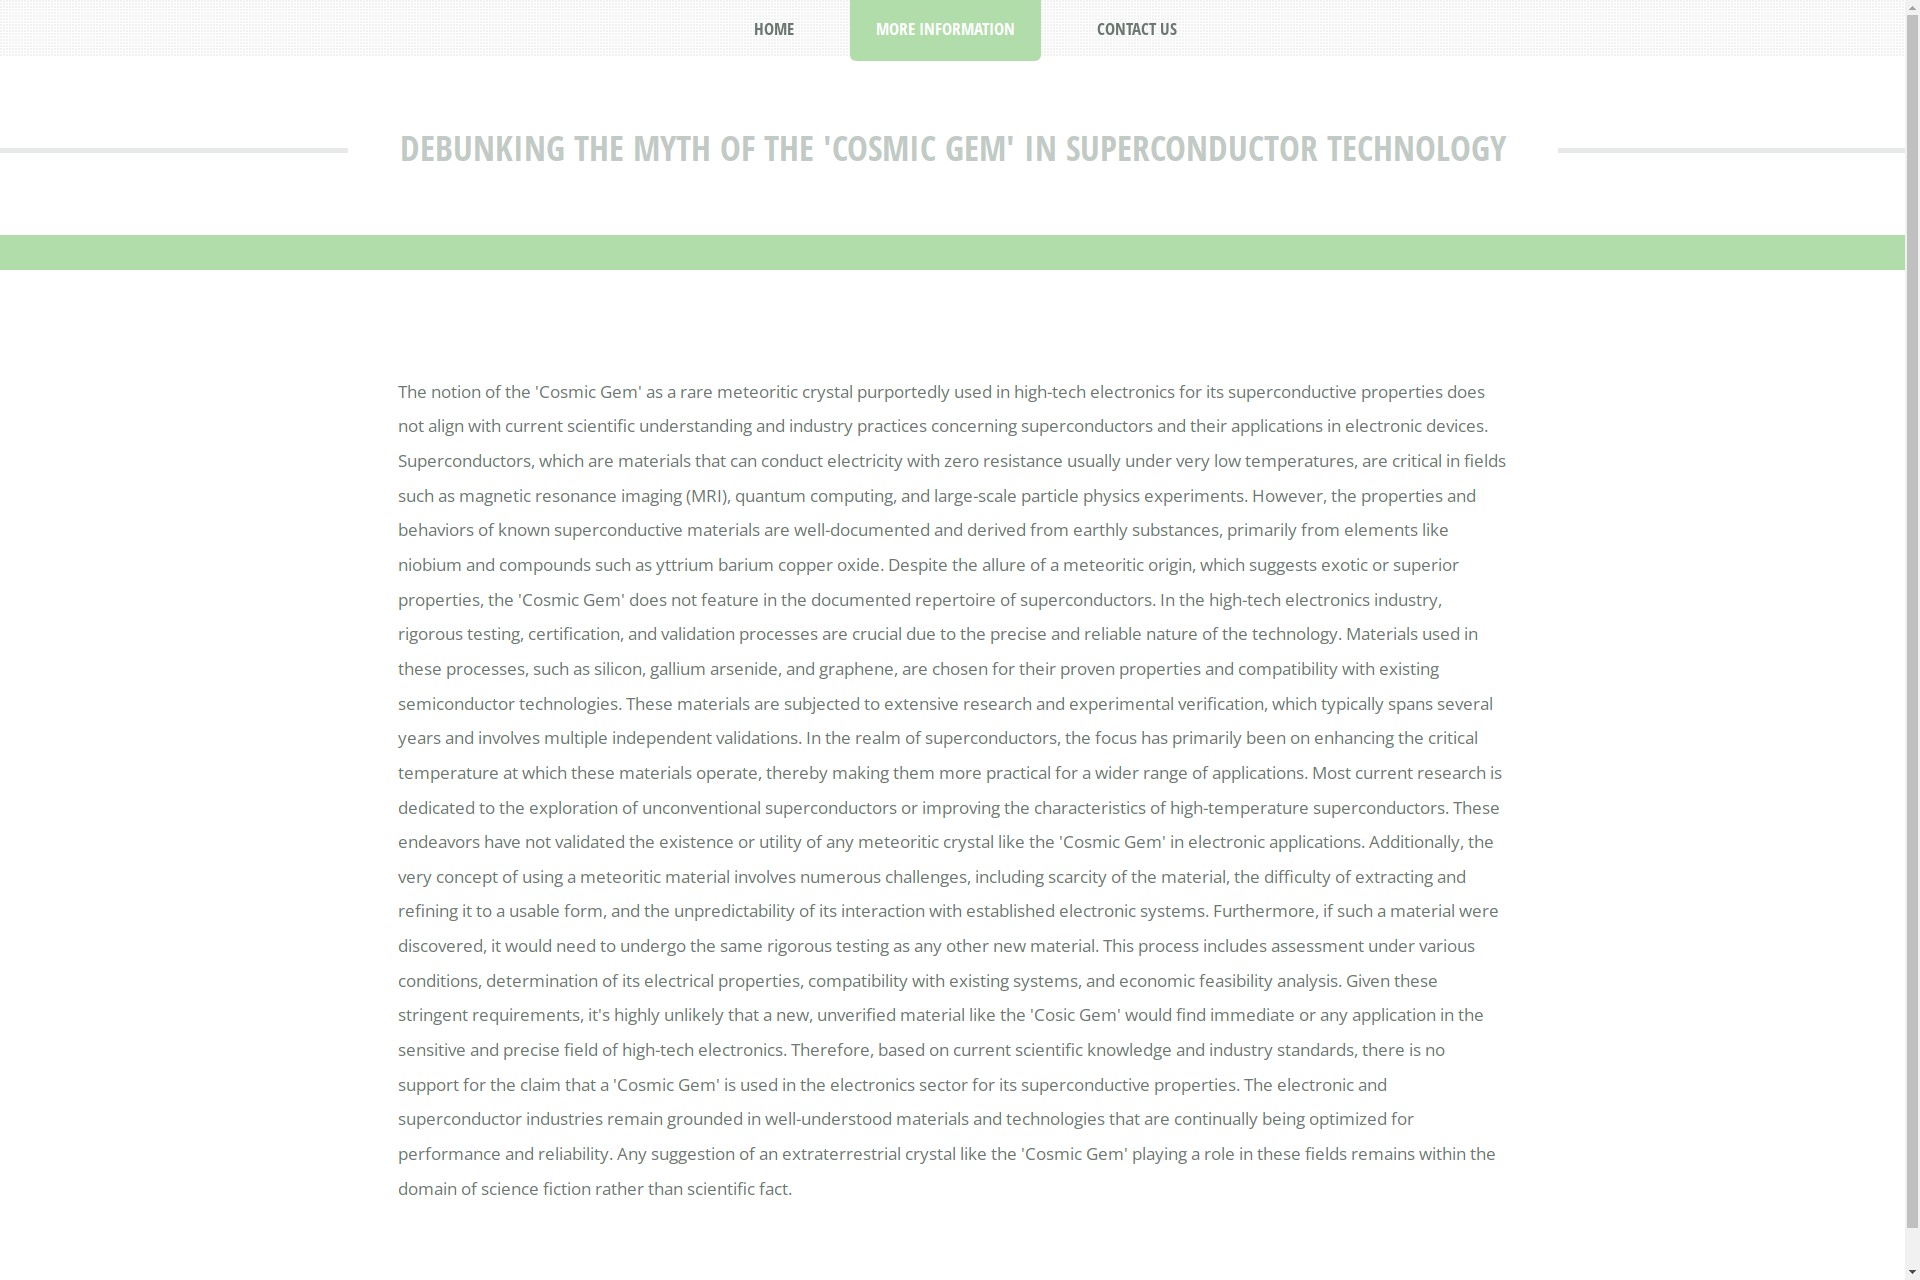 HOME
MORE INFORMATION
CONTACT US
DEBUNKING THE MYTH OF THE 'COSMIC GEM' IN SUPERCONDUCTOR TECHNOLOGY
The notion of the 'Cosmic Gem' as a rare meteoritic crystal purportedly used in high-tech electronics for its superconductive properties does
not align with current scientific understanding and industry practices concerning superconductors and their applications in electronic devices.
Superconductors, which are materials that can conduct electricity with zero resistance usually under very low temperatures, are critical in fields
such as magnetic resonance imaging (MRI), quantum computing, and large-scale particle physics experiments. However, the properties and
behaviors of known superconductive materials are well-documented and derived from earthly substances, primarily from elements like
niobium and compounds such as yttrium barium copper oxide. Despite the allure of a meteoritic origin, which suggests exotic or superior
properties, the 'Cosmic Gem' does not feature in the documented repertoire of superconductors. In the high-tech electronics industry,
rigorous testing, certification, and validation processes are crucial due to the precise and reliable nature of the technology. Materials used in
these processes, such as silicon, gallium arsenide, and graphene, are chosen for their proven properties and compatibility with existing
semiconductor technologies. These materials are subjected to extensive research and experimental verification, which typically spans several
years and involves multiple independent validations. In the realm of superconductors, the focus has primarily been on enhancing the critical
temperature at which these materials operate, thereby making them more practical for a wider range of applications. Most current research is
dedicated to the exploration of unconventional superconductors or improving the characteristics of high-temperature superconductors. These
endeavors have not validated the existence or utility of any meteoritic crystal like the 'Cosmic Gem' in electronic applications. Additionally, the
very concept of using a meteoritic material involves numerous challenges, including scarcity of the material, the difficulty of extracting and
refining it to a usable form, and the unpredictability of its interaction with established electronic systems. Furthermore, if such a material were
discovered, it would need to undergo the same rigorous testing as any other new material. This process includes assessment under various
conditions, determination of its electrical properties, compatibility with existing systems, and economic feasibility analysis. Given these
stringent requirements, it's highly unlikely that a new, unverified material like the 'Cosic Gem' would find immediate or any application in the
sensitive and precise field of high-tech electronics. Therefore, based on current scientific knowledge and industry standards, there is no
support for the claim that a 'Cosmic Gem' is used in the electronics sector for its superconductive properties. The electronic and
superconductor industries remain grounded in well-understood materials and technologies that are continually being optimized for
performance and reliability. Any suggestion of an extraterrestrial crystal like the 'Cosmic Gem' playing a role in these fields remains within the
domain of science fiction rather than scientific fact.